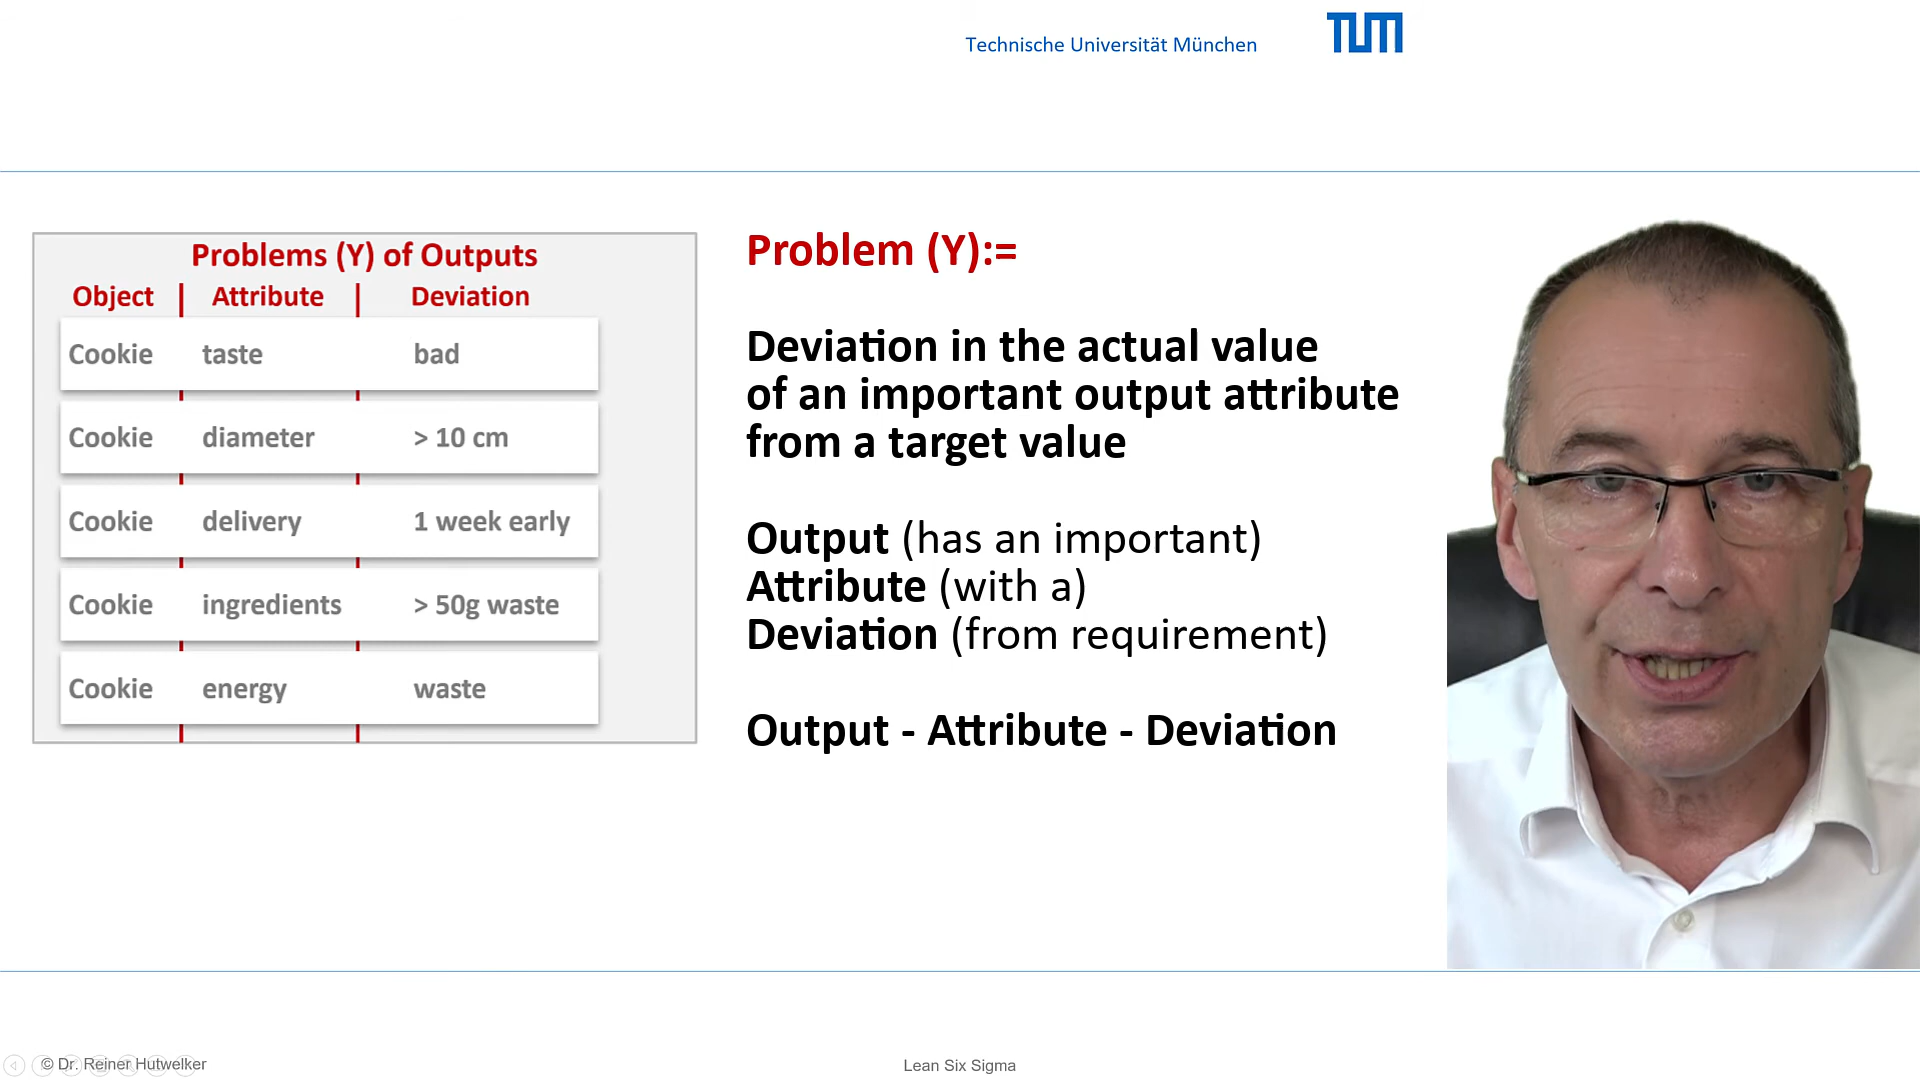 Technische Universität München
TUM
Problems (Y) of Outputs
Object Attribute Deviation
Cookie taste bad
Cookie diameter > 10 cm
Cookie delivery 1 week early
Cookie ingredients > 50g waste
Cookie energy waste
Problem (Y):=
Deviation in the actual value
of an important output attribute
from a target value
Output (has an important)
Attribute (with a)
Deviation (from requirement)
Output - Attribute - Deviation
© Dr. Reiner Hutwelker
Lean Six Sigma